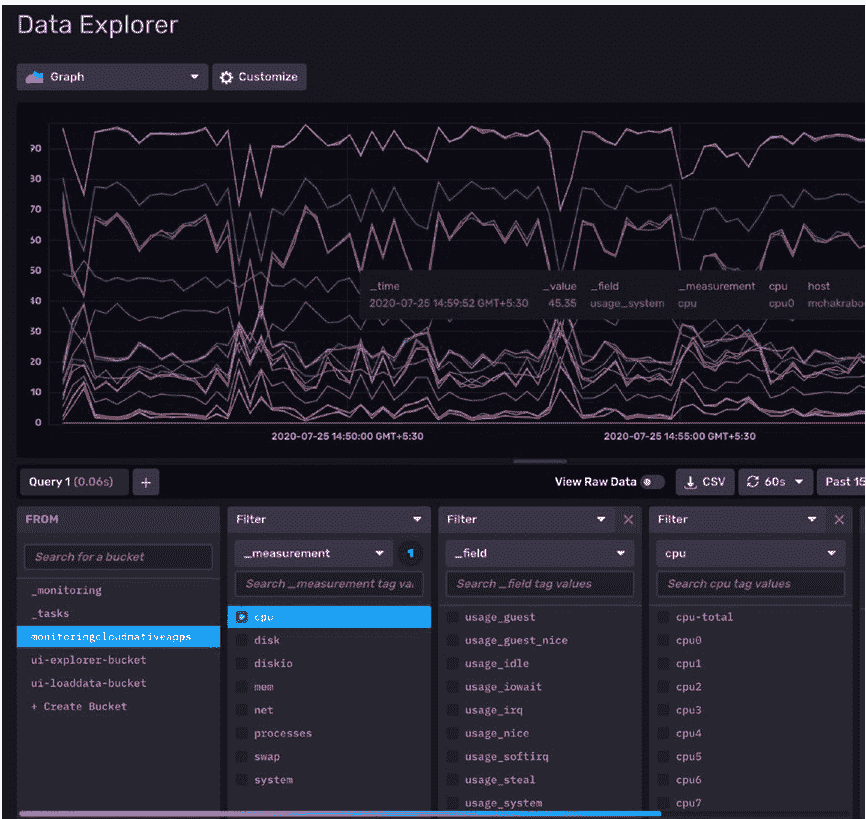 Data Explorer
Graph
Customize
90
80
70
60
50
40
30
20
10
0
_time _value _field _measurement cpu host
2020-07-25 14:59:52 GMT+5:30 45.35 usage_system cpu cpu0 mchakrabo
2020-07-25 14:50:00 GMT+5:30 2020-07-25 14:55:00 GMT+5:30
Query 1 (0.06s) +
View Raw Data CSV 60s Past 15
FROM
Search for a bucket
_monitoring
_tasks
monitoringcloudnativeapps
ui-explorer-bucket
ui-loaddata-bucket
+ Create Bucket
Filter
_measurement 1
Search _measurement tag va
cpu
disk
diskio
mem
net
processes
swap
system
Filter
_field
Search _field tag values
usage_guest
usage_guest_nice
usage_idle
usage_iowait
usage_irq
usage_nice
usage_softirq
usage_steal
usage_system
Filter
cpu
Search cpu tag values
cpu-total
cpu0
cpu1
cpu2
cpu3
cpu4
cpu5
cpu6
cpu7